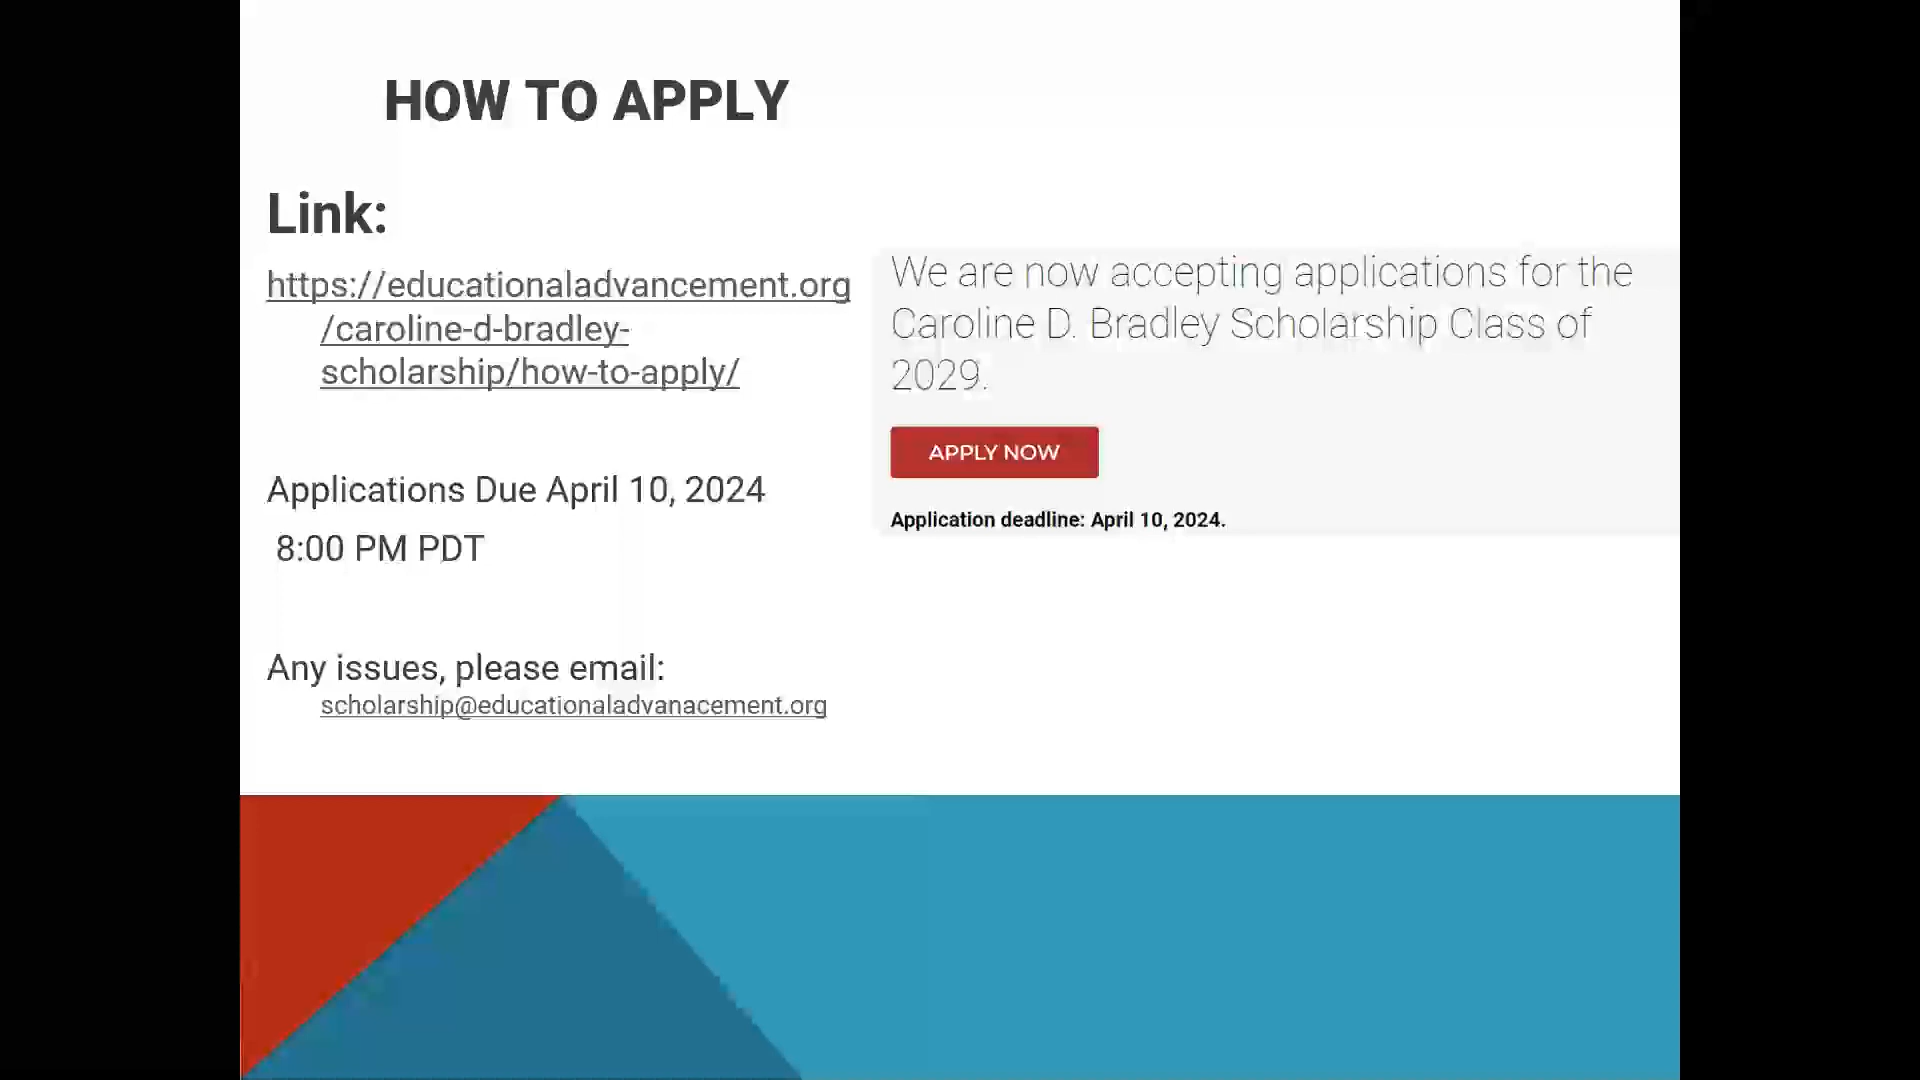 HOW TO APPLY
Link:
https://educationaladvancement.org
/caroline-d-bradley-
scholarship/how-to-apply/
Applications Due April 10, 2024
8:00 PM PDT
Any issues, please email:
scholarship@educationaladvanacement.org
We are now accepting applications for the
Caroline D. Bradley Scholarship Class of
2029.
APPLY NOW
Application deadline: April 10, 2024.